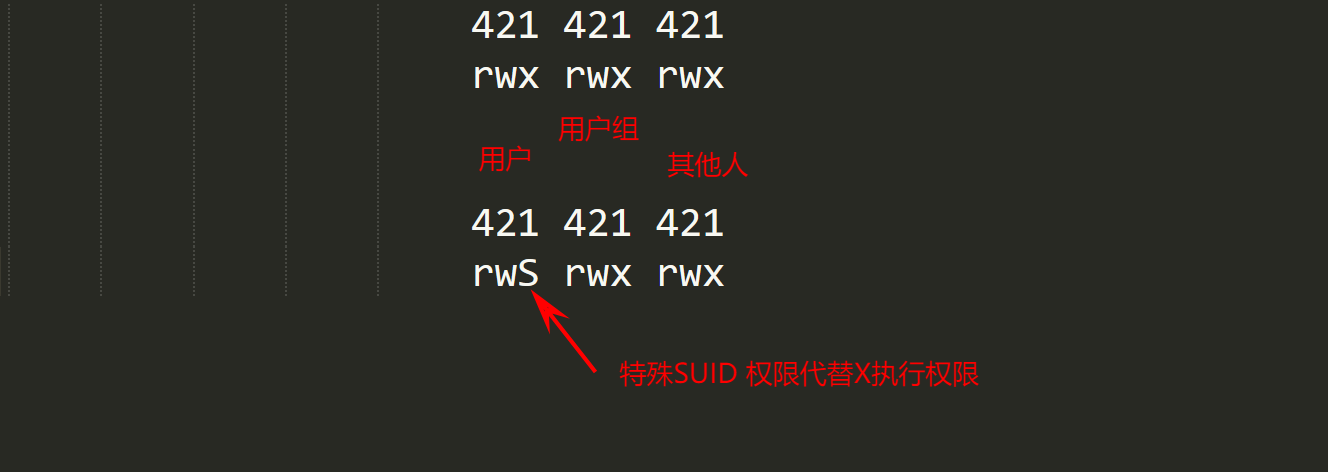 421 421 421
rwx rwx rwx
用户组
用户
其他人
421 421 421
rwS rwx rwx
特殊SUID 权限代替X执行权限